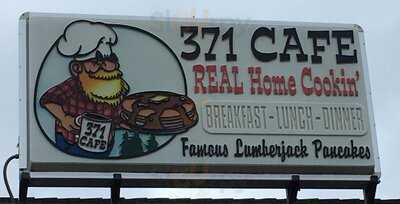 371 CAFE
REAL Home Cookin'
BREAKFAST-LUNCH-DINNER
371
CAFE
Famous Lumberjack Pancakes